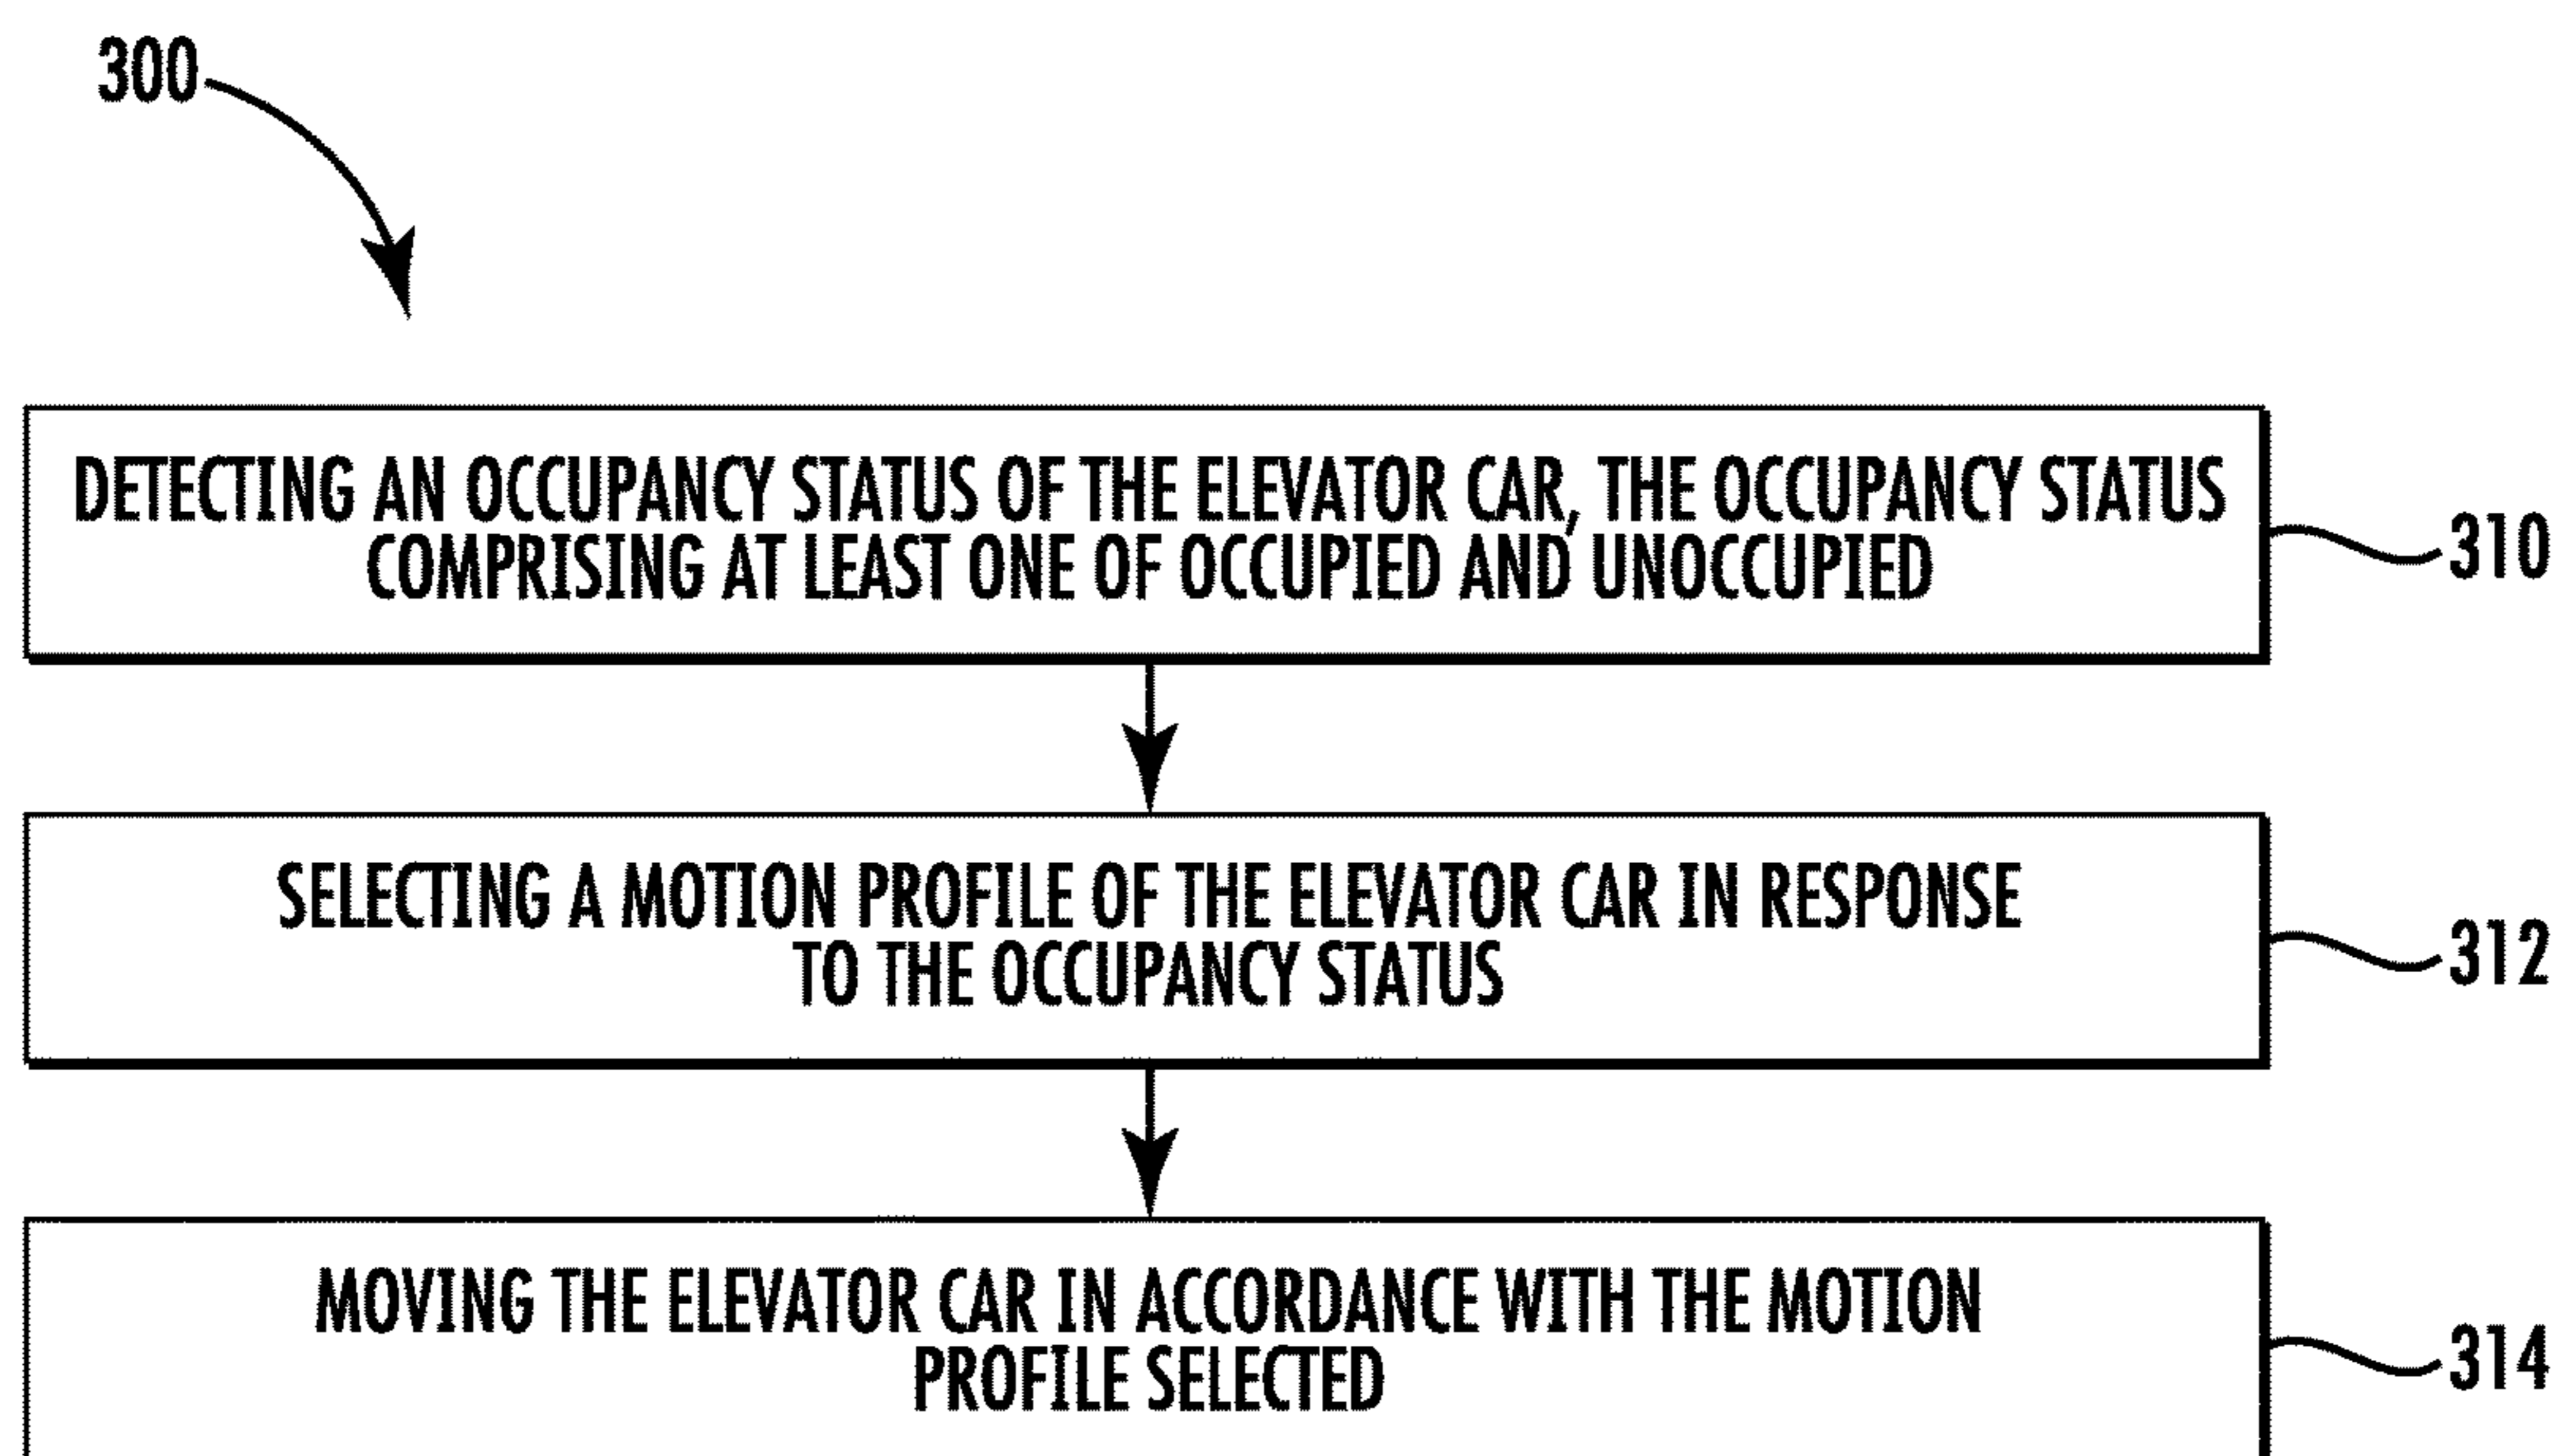 300
DETECTING AN OCCUPANCY STATUS OF THE ELEVATOR CAR, THE OCCUPANCY STATUS
COMPRISING AT LEAST ONE OF OCCUPIED AND UNOCCUPIED
310
SELECTING A MOTION PROFILE OF THE ELEVATOR CAR IN RESPONSE
TO THE OCCUPANCY STATUS
312
MOVING THE ELEVATOR CAR IN ACCORDANCE WITH THE MOTION
PROFILE SELECTED
314